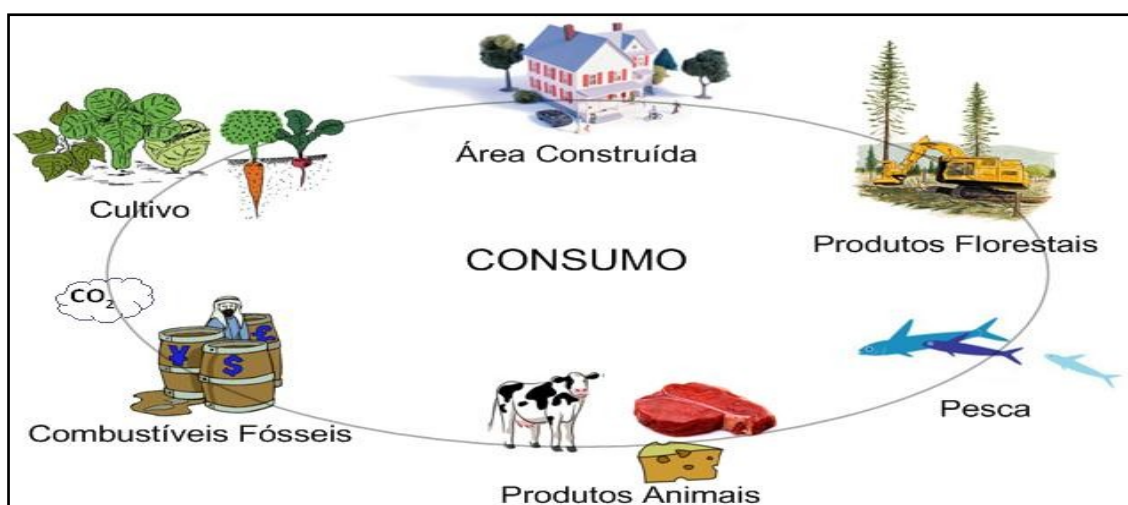 Área Construída
Cultivo
Produtos Florestais
CONSUMO
CO₂
¥
£
$
Pesca
Combustíveis Fósseis
Produtos Animais